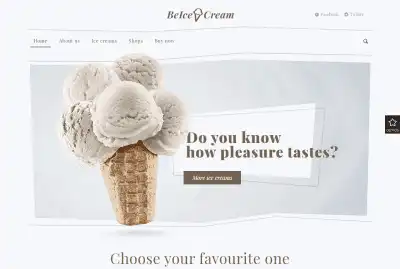 BeIce Cream
Facebook Twitter
Home About us Ice creams Shops Buy now
Do you know
how pleasure tastes?
More ice creams
Choose your favourite one